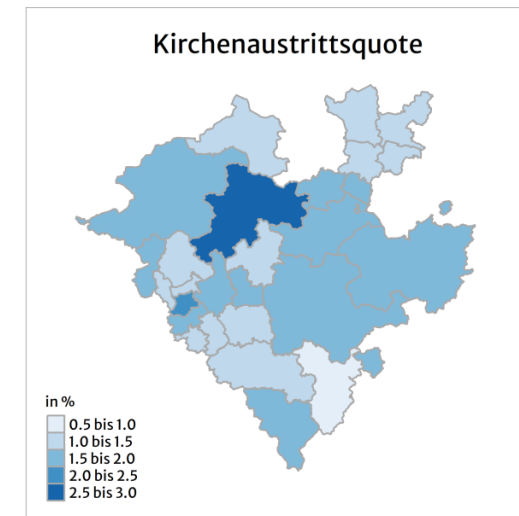 Kirchenaustrittsquote
in %
0.5 bis 1.0
1.0 bis 1.5
1.5 bis 2.0
2.0 bis 2.5
2.5 bis 3.0